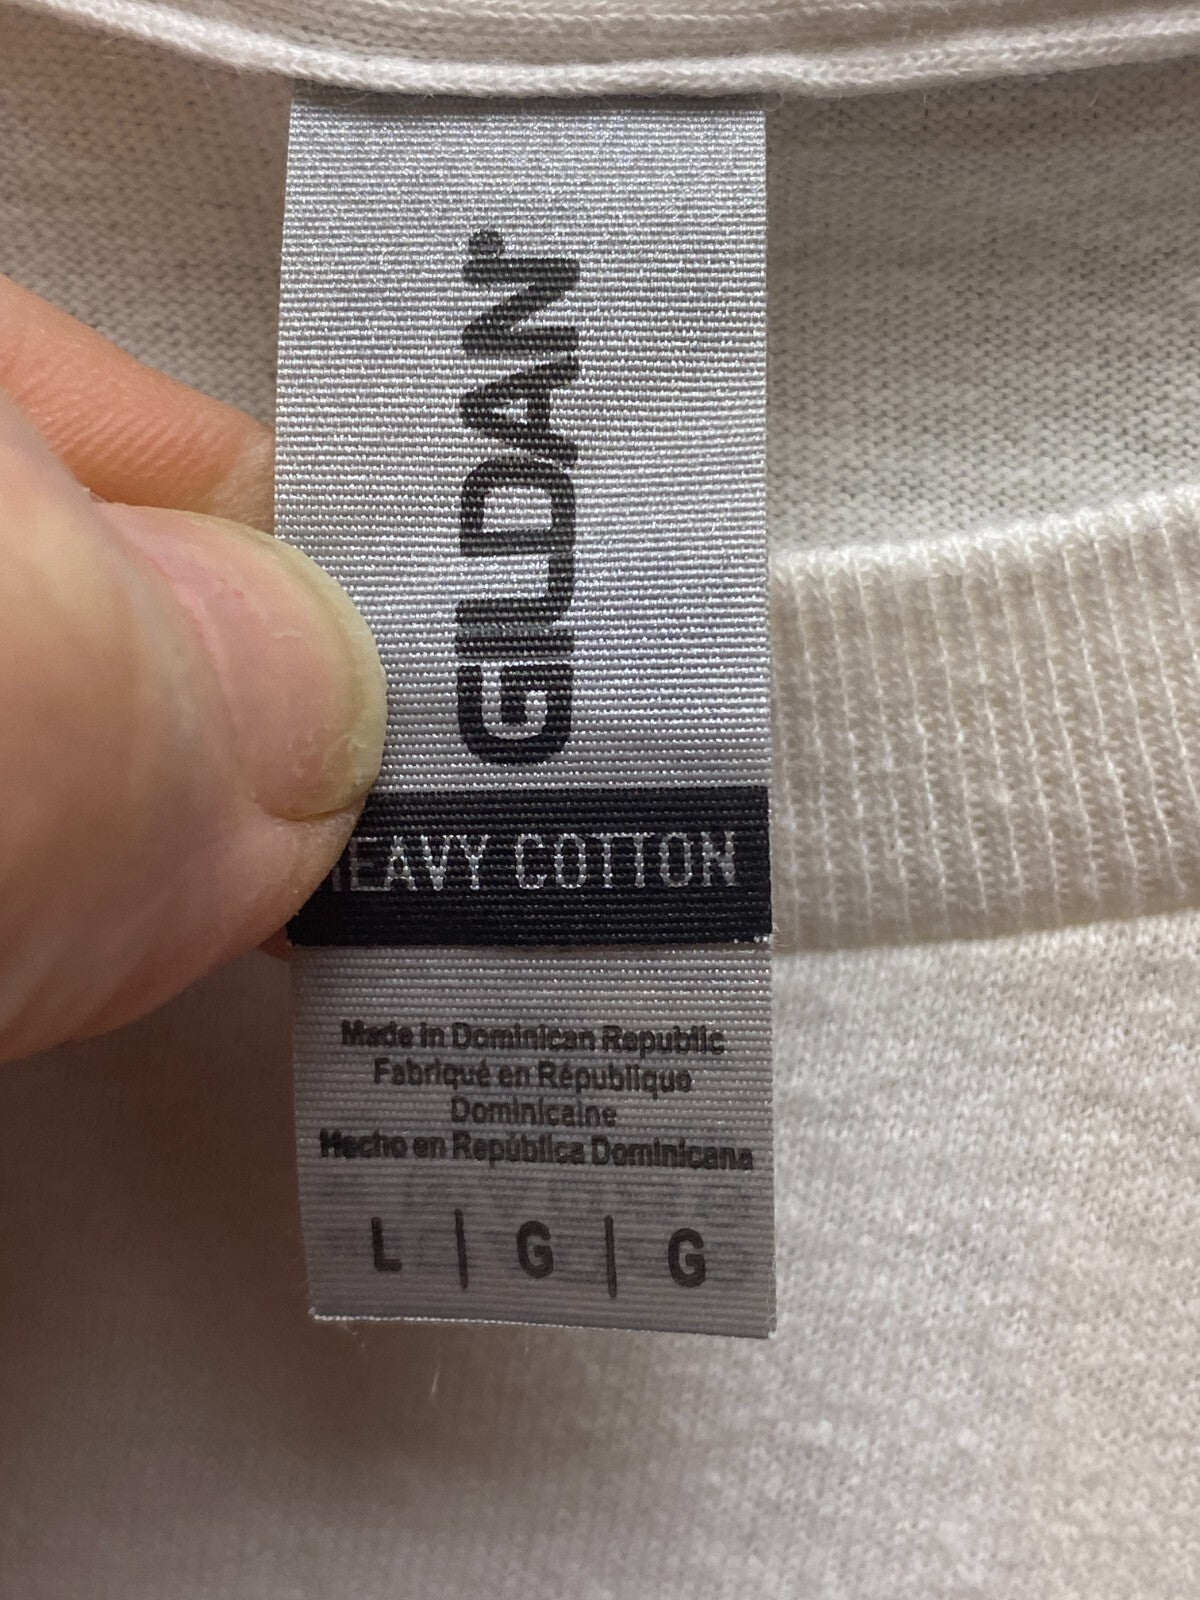 GILDAN
HEAVY COTTON
Made in Dominican Republic
Fabriqué en République
Dominicaine
Hecho en República Dominicana
L | G | G